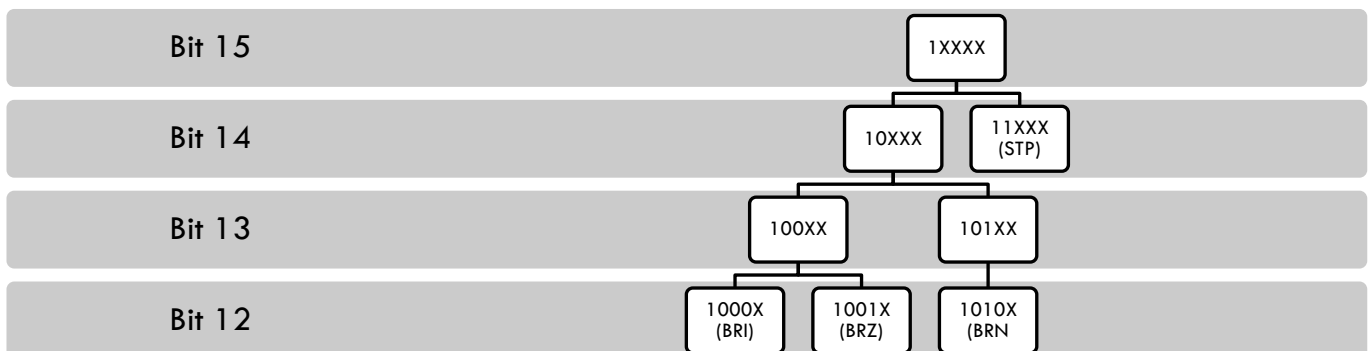 Bit 15
1XXXX
Bit 14
10XXX
11XXX
(STP)
Bit 13
100XX
101XX
Bit 12
1000X
(BRI)
1001X
(BRZ)
1010X
(BRN